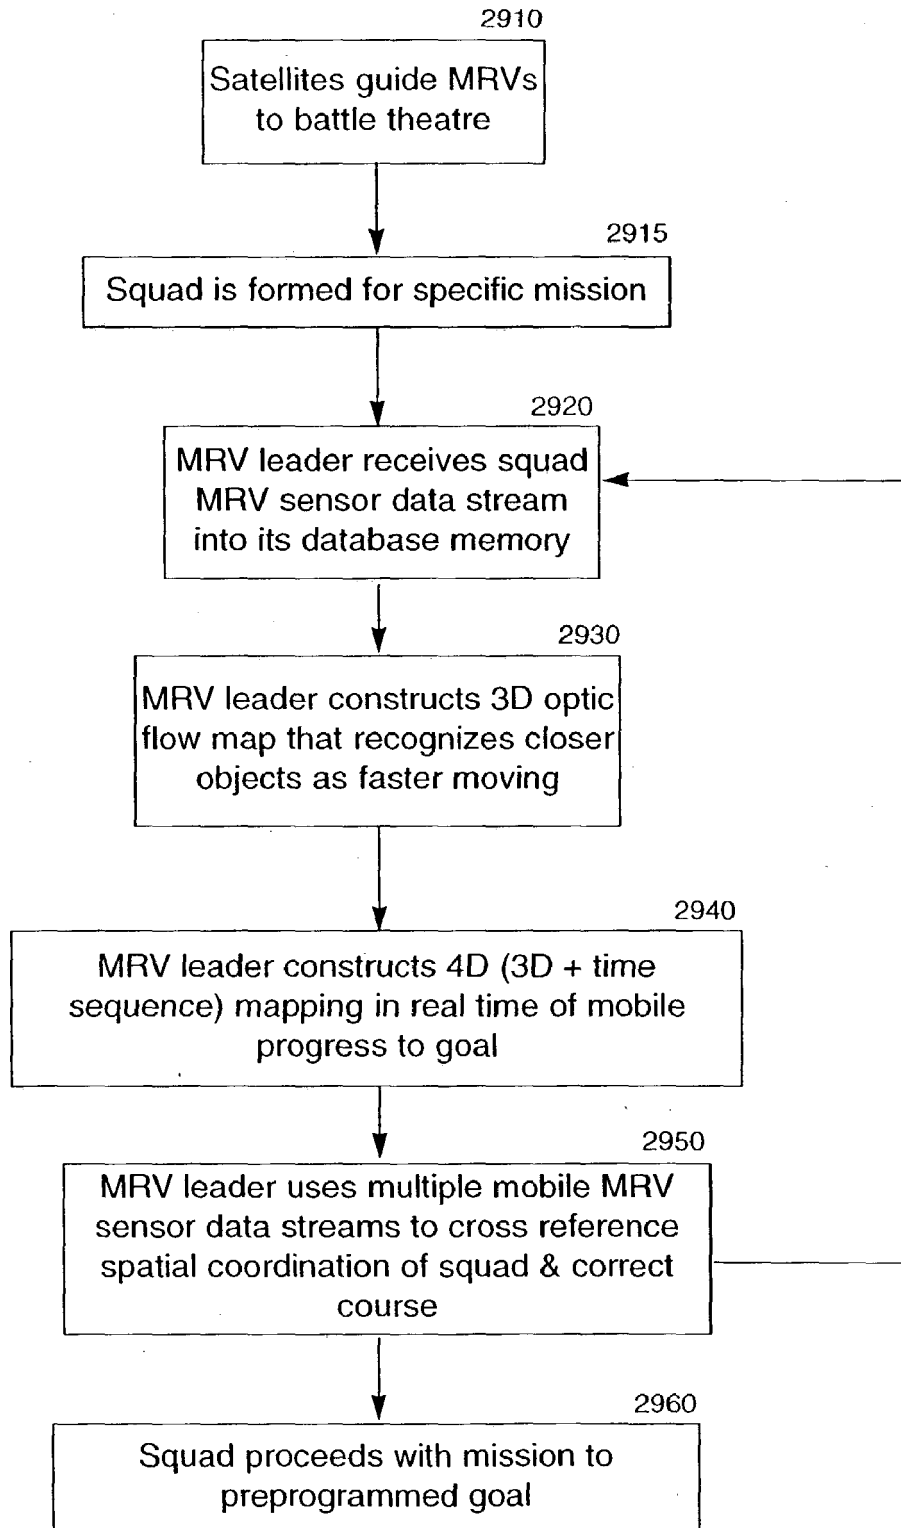 2910
Satellites guide MRVs
to battle theatre
2915
Squad is formed for specific mission
2920
MRV leader receives squad
MRV sensor data stream
into its database memory
2930
MRV leader constructs 3D optic
flow map that recognizes closer
objects as faster moving
2940
MRV leader constructs 4D (3D + time
sequence) mapping in real time of mobile
progress to goal
2950
MRV leader uses multiple mobile MRV
sensor data streams to cross reference
spatial coordination of squad & correct
course
2960
Squad proceeds with mission to
preprogrammed goal